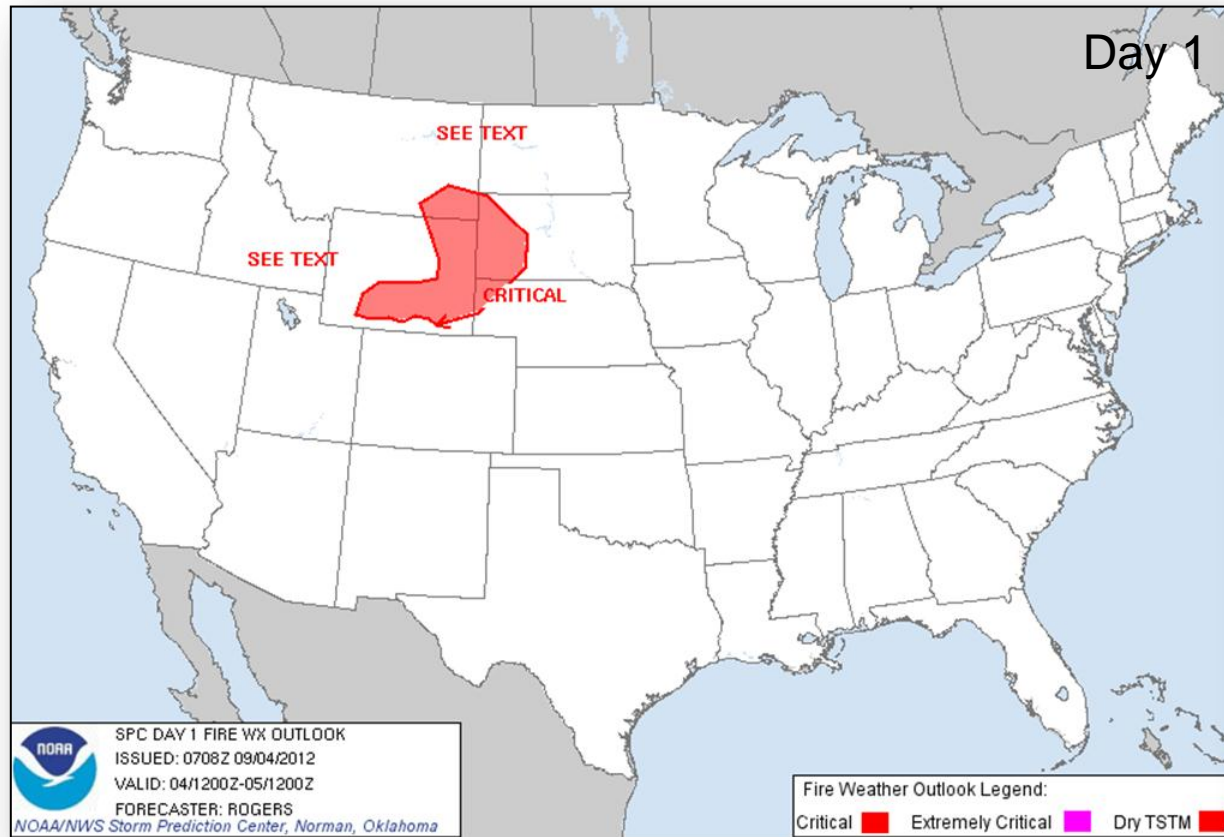 Day 1
SEE TEXT
SEE TEXT
CRITICAL
NOAA
SPC DAY 1 FIRE WX OUTLOOK
ISSUED: 0708Z 09/04/2012
VALID: 04/1200Z-05/1200Z
FORECASTER: ROGERS
NOAA/NWS Storm Prediction Center, Norman, Oklahoma
Fire Weather Outlook Legend:
Critical Extremely Critical Dry TSTM